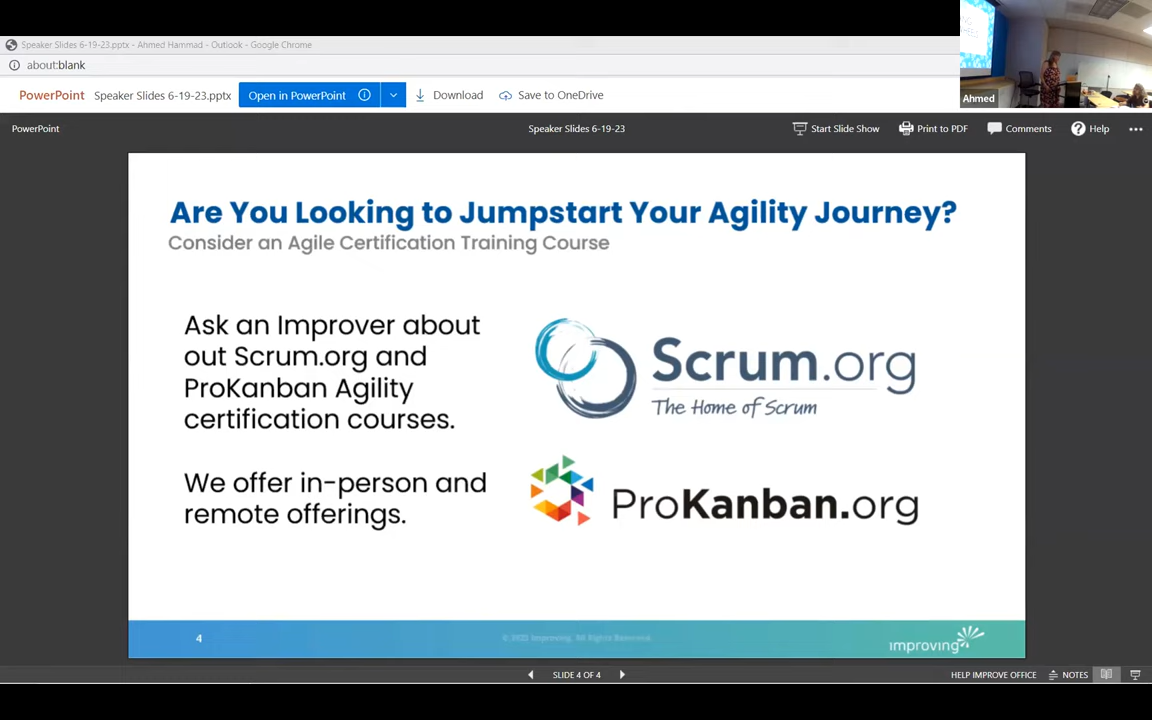 Speaker Slides 6-19-23.pptx - Ahmed Hammad - Outlook - Google Chrome
about:blank
PowerPoint Speaker Slides 6-19-23.pptx Open in PowerPoint Download Save to OneDrive
Ahmed
PowerPoint Speaker Slides 6-19-23 Start Slide Show Print to PDF Comments Help
Are You Looking to Jumpstart Your Agility Journey?
Consider an Agile Certification Training Course
Ask an Improver about
out Scrum.org and
ProKanban Agility
certification courses.
We offer in-person and
remote offerings.
Scrum.org
The Home of Scrum
ProKanban.org
4
Improving. All Rights Reserved.
improving
SLIDE 4 OF 4 HELP IMPROVE OFFICE NOTES